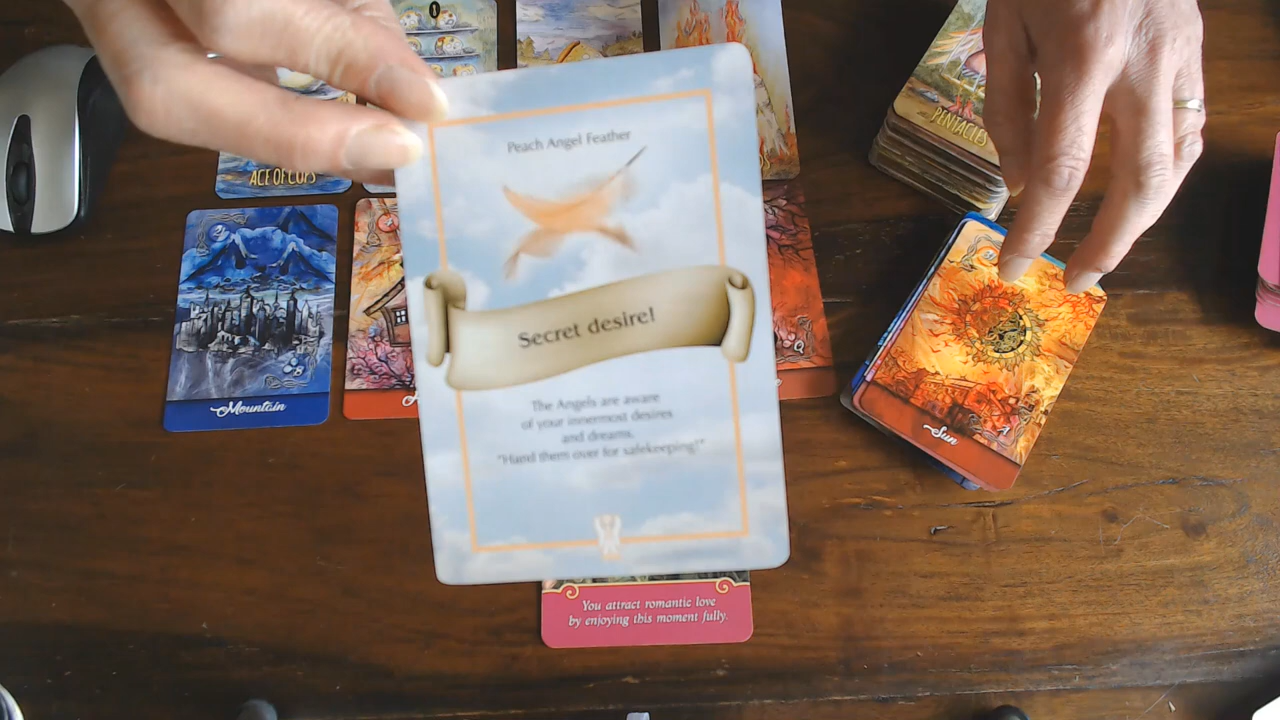 PENTACLES
ACE OF CUPS
Peach Angel Feather
Secret desire!
The Angels are aware
of your innermost desires
and dreams.
"Hand them over for safekeeping!"
8
Mountain
Q
Sun
You attract romantic love
by enjoying this moment fully.